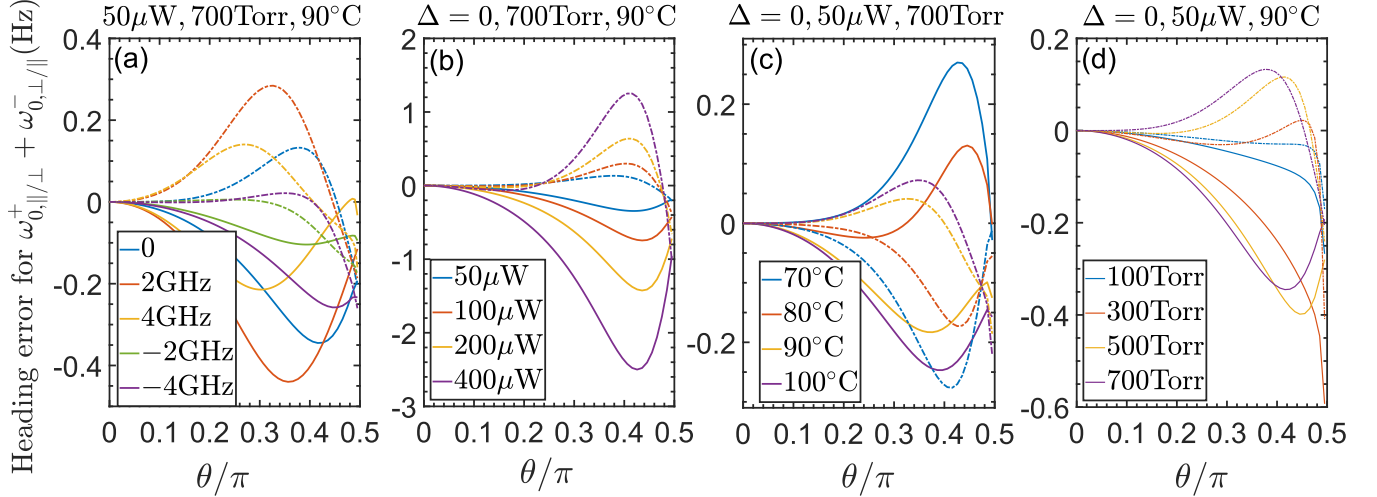 Heading error for ω⁺₀,∥/⊥ + ω⁻₀,⊥/∥(Hz)
50μW, 700Torr, 90°C
(a)
0.4
0.2
0
-0.2
-0.4
0
2GHz
4GHz
−2GHz
−4GHz
0 0.1 0.2 0.3 0.4 0.5
θ/π
Δ = 0, 700Torr, 90°C
(b)
2
1
0
-1
-2
-3
50μW
100μW
200μW
400μW
0 0.1 0.2 0.3 0.4 0.5
θ/π
Δ = 0, 50μW, 700Torr
(c)
0.2
0
-0.2
70°C
80°C
90°C
100°C
0 0.1 0.2 0.3 0.4 0.5
θ/π
Δ = 0, 50μW, 90°C
(d)
0.2
0
-0.2
-0.4
-0.6
100Torr
300Torr
500Torr
700Torr
0 0.1 0.2 0.3 0.4 0.5
θ/π